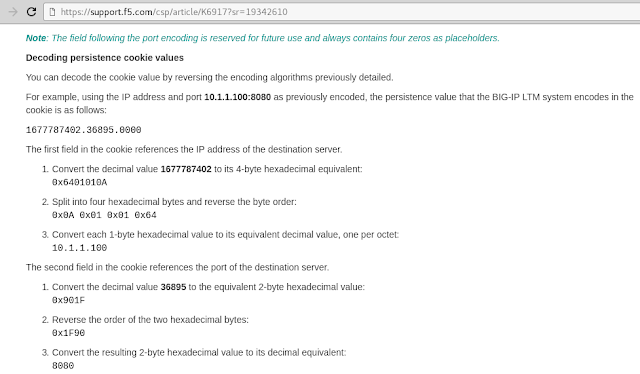 https://support.f5.com/csp/article/K6917?sr=19342610
Note: The field following the port encoding is reserved for future use and always contains four zeros as placeholders.
Decoding persistence cookie values
You can decode the cookie value by reversing the encoding algorithms previously detailed.
For example, using the IP address and port 10.1.1.100:8080 as previously encoded, the persistence value that the BIG-IP LTM system encodes in the
cookie is as follows:
1677787402.36895.0000
The first field in the cookie references the IP address of the destination server.
1. Convert the decimal value 1677787402 to its 4-byte hexadecimal equivalent:
0x6401010A
2. Split into four hexadecimal bytes and reverse the byte order:
0x0A 0x01 0x01 0x64
3. Convert each 1-byte hexadecimal value to its equivalent decimal value, one per octet:
10.1.1.100
The second field in the cookie references the port of the destination server.
1. Convert the decimal value 36895 to the equivalent 2-byte hexadecimal value:
0x901F
2. Reverse the order of the two hexadecimal bytes:
0x1F90
3. Convert the resulting 2-byte hexadecimal value to its decimal equivalent:
8080